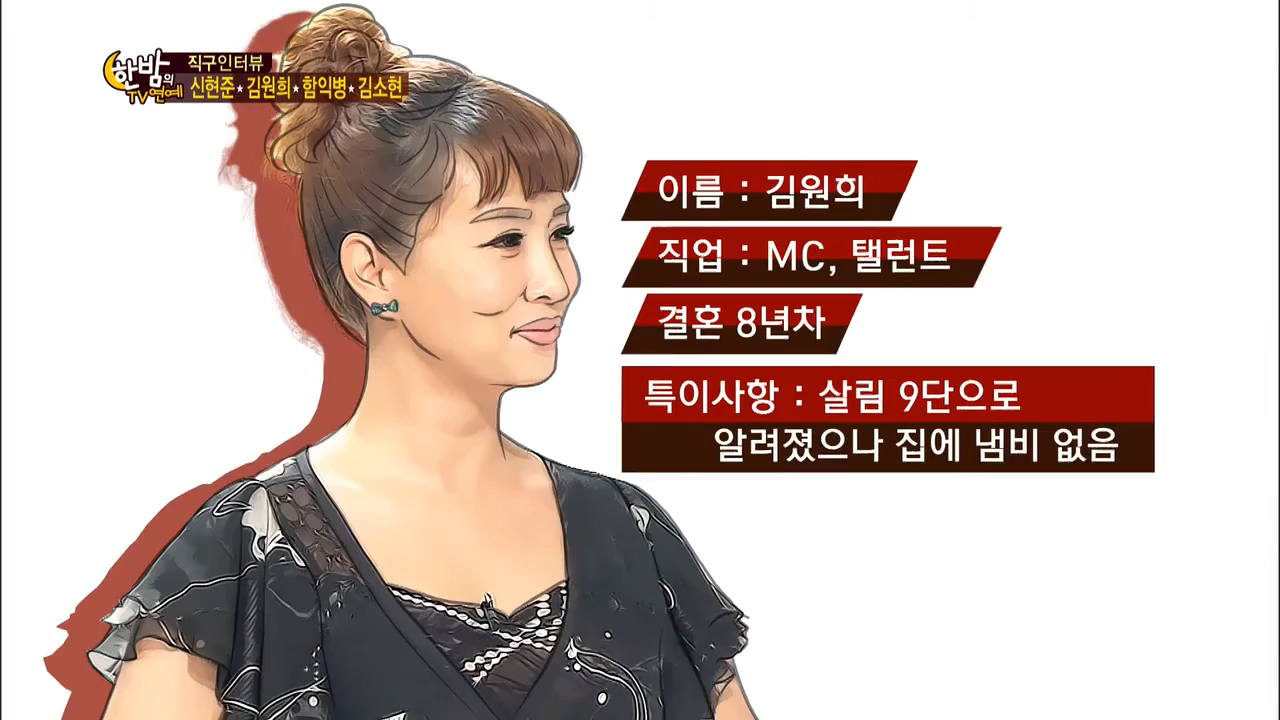 한밤의
TV연예
직구인터뷰
신현준★김원희★함익병★김소현
이름 : 김원희
직업 : MC, 탤런트
결혼 8년차
특이사항 : 살림 9단으로
알려졌으나 집에 냄비 없음